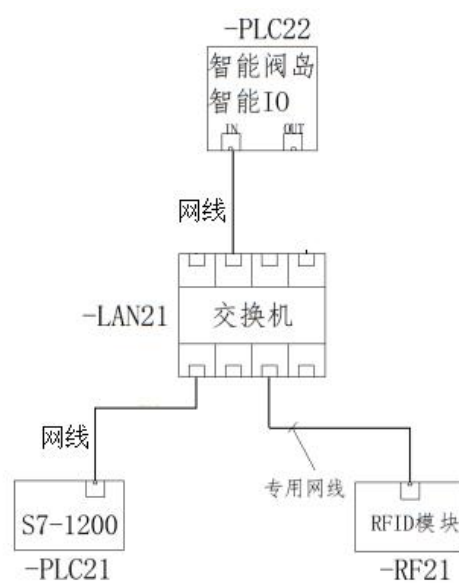 -PLC22
智能阀岛
智能IO
IN
OUT
网线
-LAN21
交换机
网线
专用网线
S7-1200
RFID模块
-PLC21
-RF21